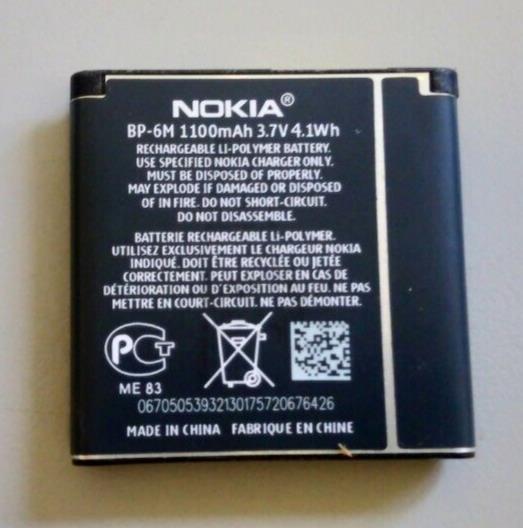 NOKIA®
BP-6M 1100mAh 3.7V 4.1Wh
RECHARGEABLE LI-POLYMER BATTERY.
USE SPECIFIED NOKIA CHARGER ONLY.
MUST BE DISPOSED OF PROPERLY.
MAY EXPLODE IF DAMAGED OR DISPOSED
OF IN FIRE. DO NOT SHORT-CIRCUIT.
DO NOT DISASSEMBLE.
BATTERIE RECHARGEABLE Li-POLYMER.
UTILISEZ EXCLUSIVEMENT LE CHARGEUR NOKIA
INDIQUÉ. DOIT ÊTRE RECYCLÉE OU JETÉE
CORRECTEMENT. PEUT EXPLOSER EN CAS DE
DÉTÉRIORATION OU D'EXPOSITION AU FEU. NE PAS
METTRE EN COURT-CIRCUIT. NE PAS DÉMONTER.
РСТ
ME 83
0670505393213017572067​6426
MADE IN CHINA FABRIQUE EN CHINE